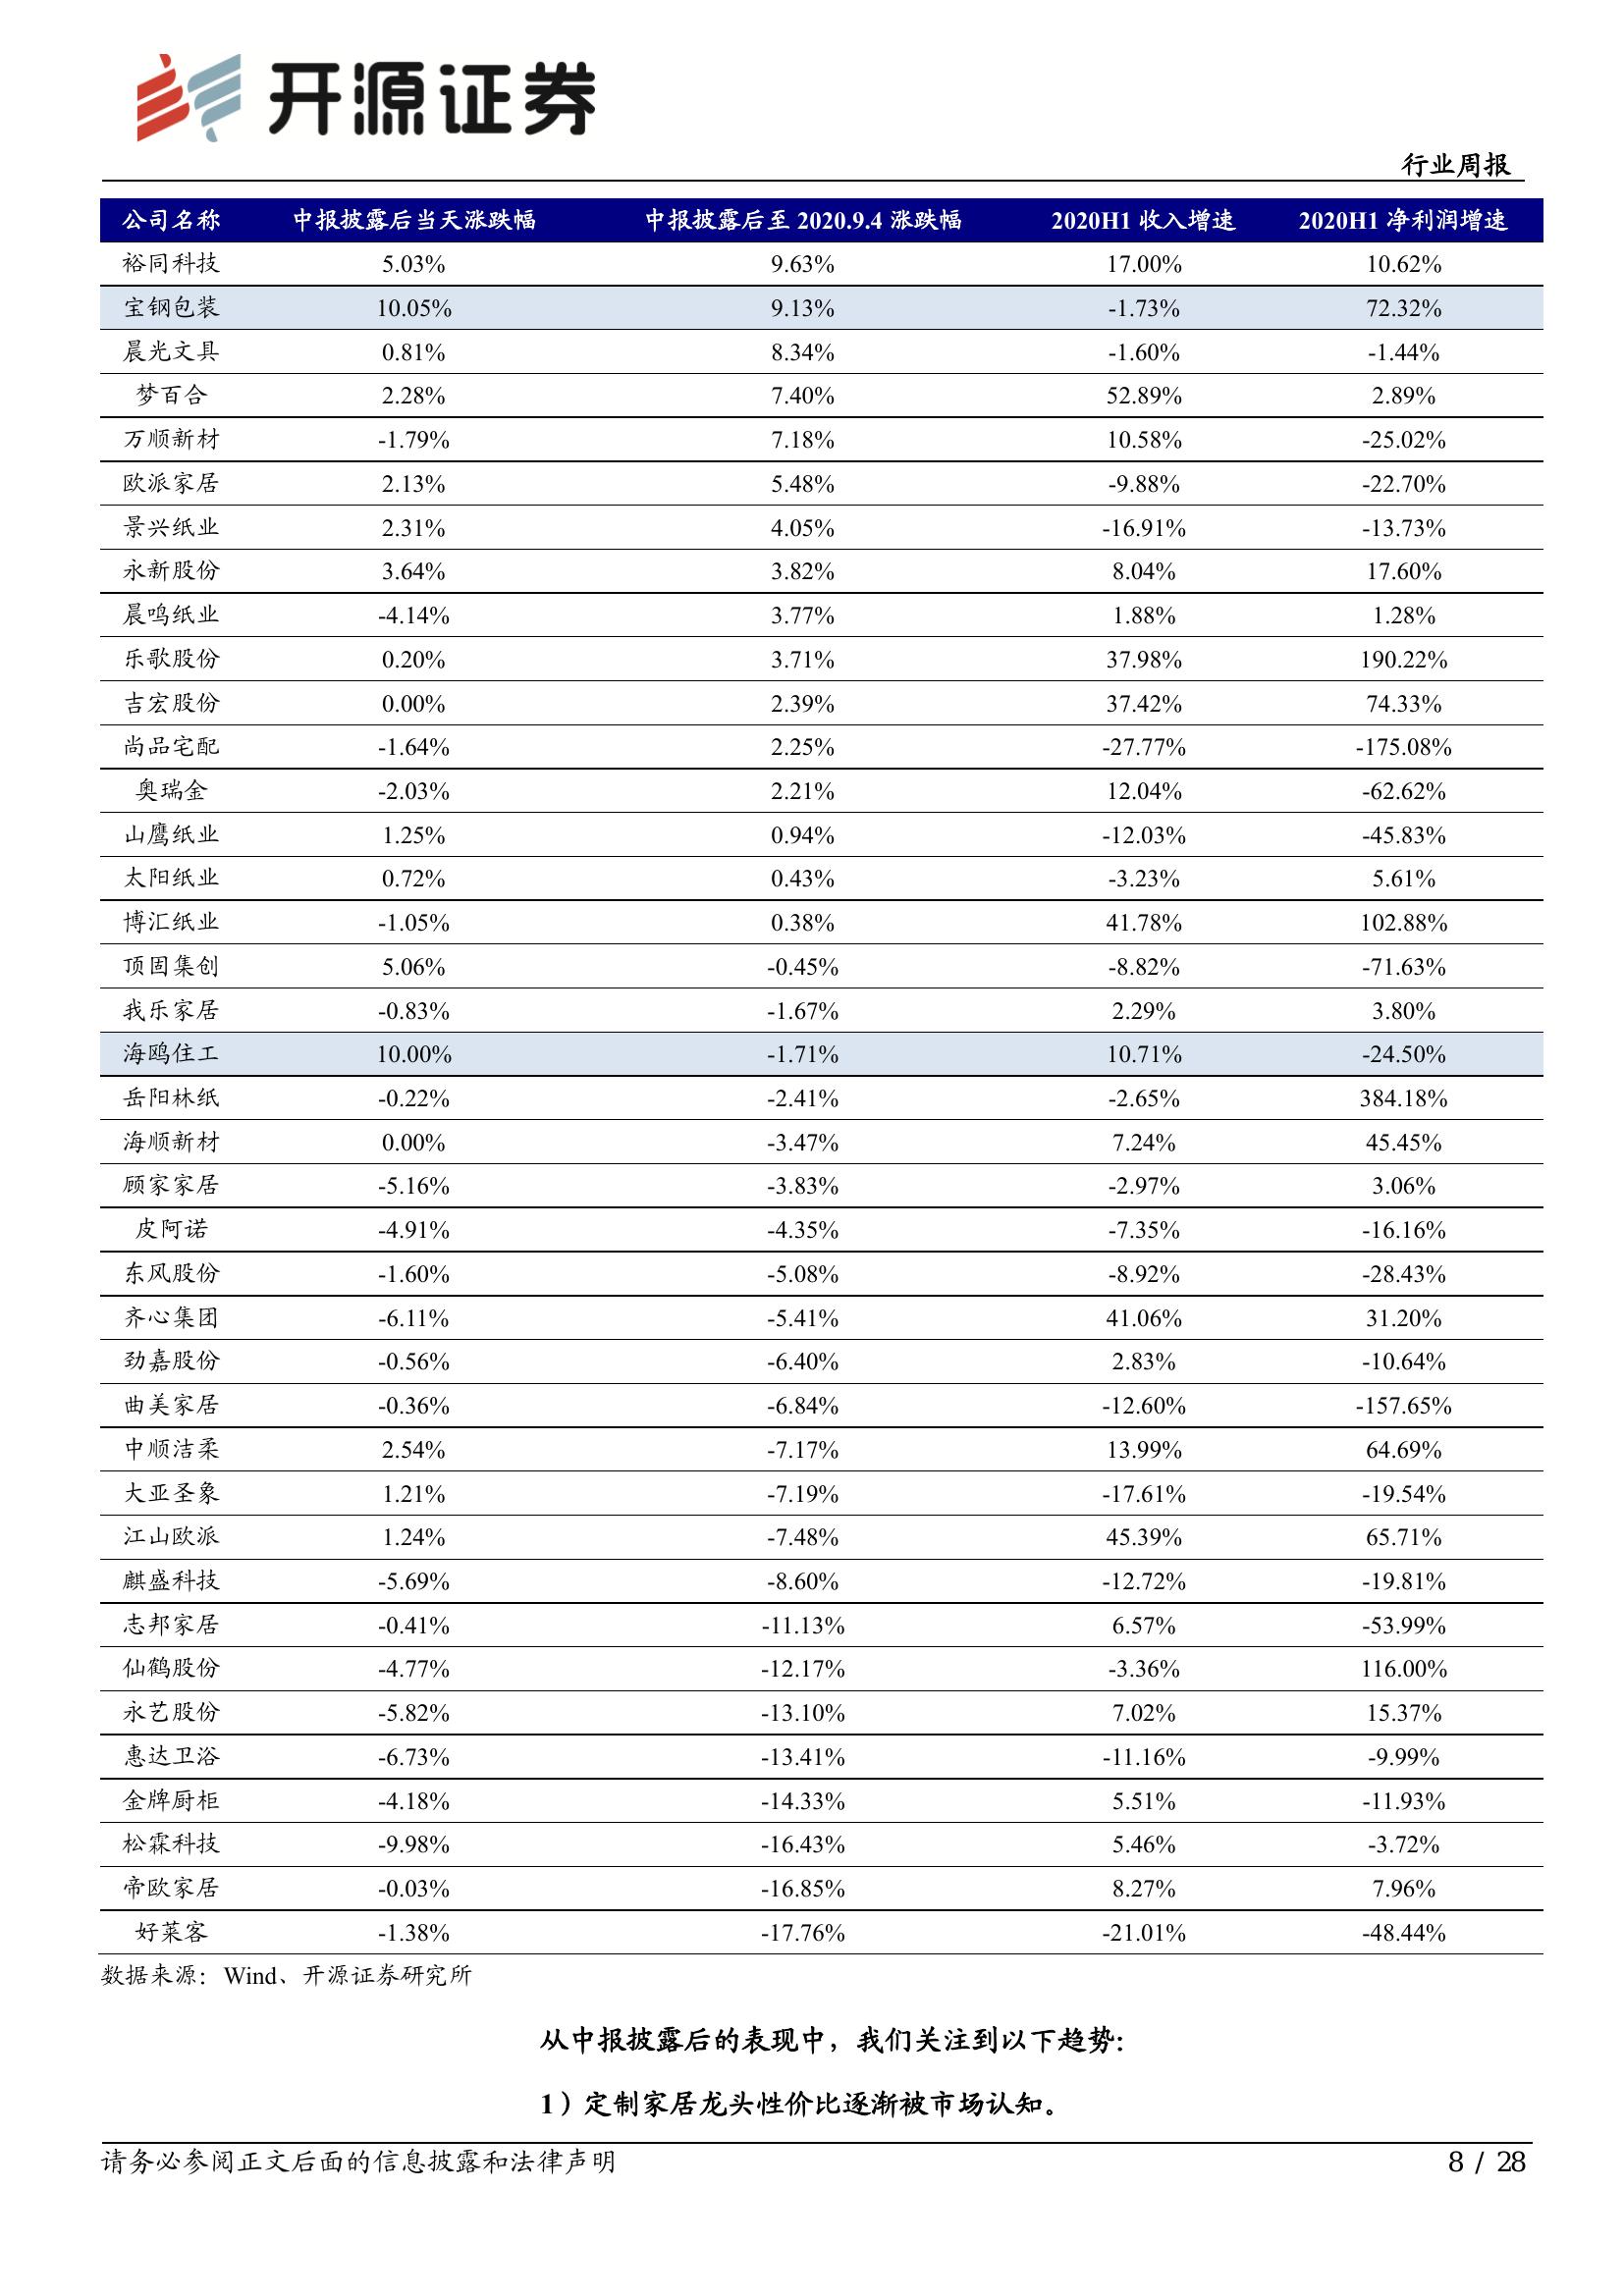 开源证券
行业周报
公司名称 中报披露后当天涨跌幅 中报披露后至 2020.9.4 涨跌幅 2020H1 收入增速 2020H1 净利润增速
裕同科技 5.03% 9.63% 17.00% 10.62%
宝钢包装 10.05% 9.13% -1.73% 72.32%
晨光文具 0.81% 8.34% -1.60% -1.44%
梦百合 2.28% 7.40% 52.89% 2.89%
万顺新材 -1.79% 7.18% 10.58% -25.02%
欧派家居 2.13% 5.48% -9.88% -22.70%
景兴纸业 2.31% 4.05% -16.91% -13.73%
永新股份 3.64% 3.82% 8.04% 17.60%
晨鸣纸业 -4.14% 3.77% 1.88% 1.28%
乐歌股份 0.20% 3.71% 37.98% 190.22%
吉宏股份 0.00% 2.39% 37.42% 74.33%
尚品宅配 -1.64% 2.25% -27.77% -175.08%
奥瑞金 -2.03% 2.21% 12.04% -62.62%
山鹰纸业 1.25% 0.94% -12.03% -45.83%
太阳纸业 0.72% 0.43% -3.23% 5.61%
博汇纸业 -1.05% 0.38% 41.78% 102.88%
顶固集创 5.06% -0.45% -8.82% -71.63%
我乐家居 -0.83% -1.67% 2.29% 3.80%
海鸥住工 10.00% -1.71% 10.71% -24.50%
岳阳林纸 -0.22% -2.41% -2.65% 384.18%
海顺新材 0.00% -3.47% 7.24% 45.45%
顾家家居 -5.16% -3.83% -2.97% 3.06%
皮阿诺 -4.91% -4.35% -7.35% -16.16%
东风股份 -1.60% -5.08% -8.92% -28.43%
齐心集团 -6.11% -5.41% 41.06% 31.20%
劲嘉股份 -0.56% -6.40% 2.83% -10.64%
曲美家居 -0.36% -6.84% -12.60% -157.65%
中顺洁柔 2.54% -7.17% 13.99% 64.69%
大亚圣象 1.21% -7.19% -17.61% -19.54%
江山欧派 1.24% -7.48% 45.39% 65.71%
麒盛科技 -5.69% -8.60% -12.72% -19.81%
志邦家居 -0.41% -11.13% 6.57% -53.99%
仙鹤股份 -4.77% -12.17% -3.36% 116.00%
永艺股份 -5.82% -13.10% 7.02% 15.37%
惠达卫浴 -6.73% -13.41% -11.16% -9.99%
金牌厨柜 -4.18% -14.33% 5.51% -11.93%
松霖科技 -9.98% -16.43% 5.46% -3.72%
帝欧家居 -0.03% -16.85% 8.27% 7.96%
好莱客 -1.38% -17.76% -21.01% -48.44%
数据来源：Wind、开源证券研究所
从中报披露后的表现中，我们关注到以下趋势：
1）定制家居龙头性价比逐渐被市场认知。
请务必参阅正文后面的信息披露和法律声明 8 / 28